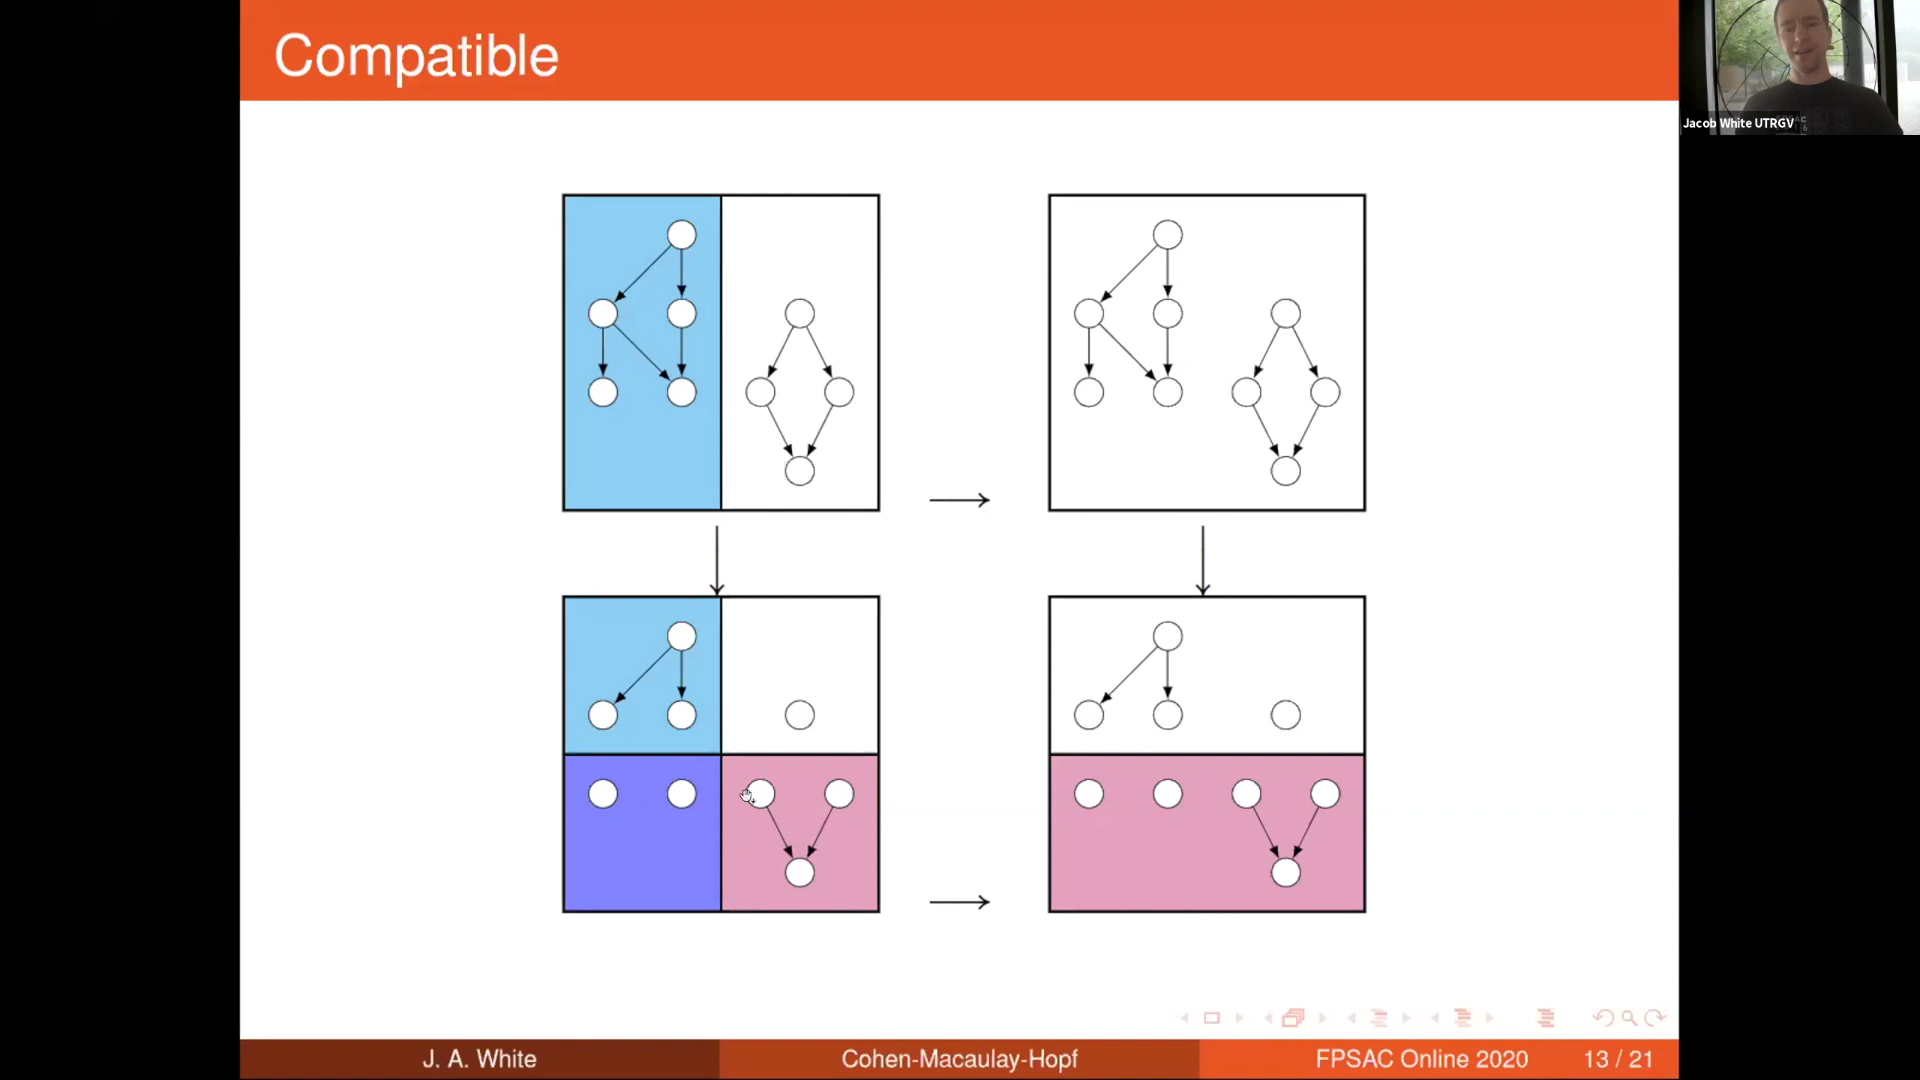 Compatible
Jacob White UTRGV
J. A. White
Cohen-Macaulay-Hopf
FPSAC Online 2020
13 / 21